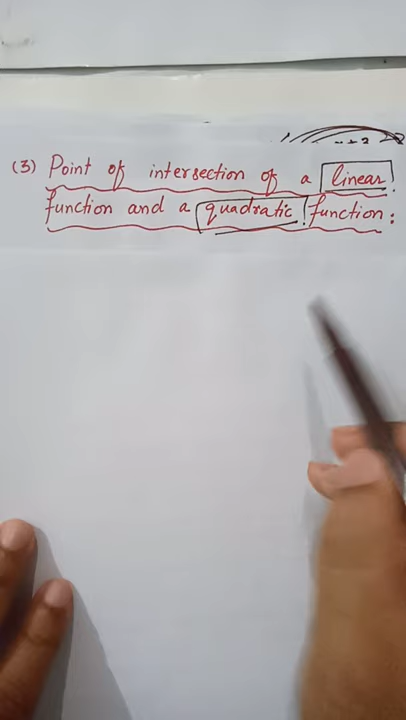 (3) Point of intersection of a linear
function and a quadratic function: